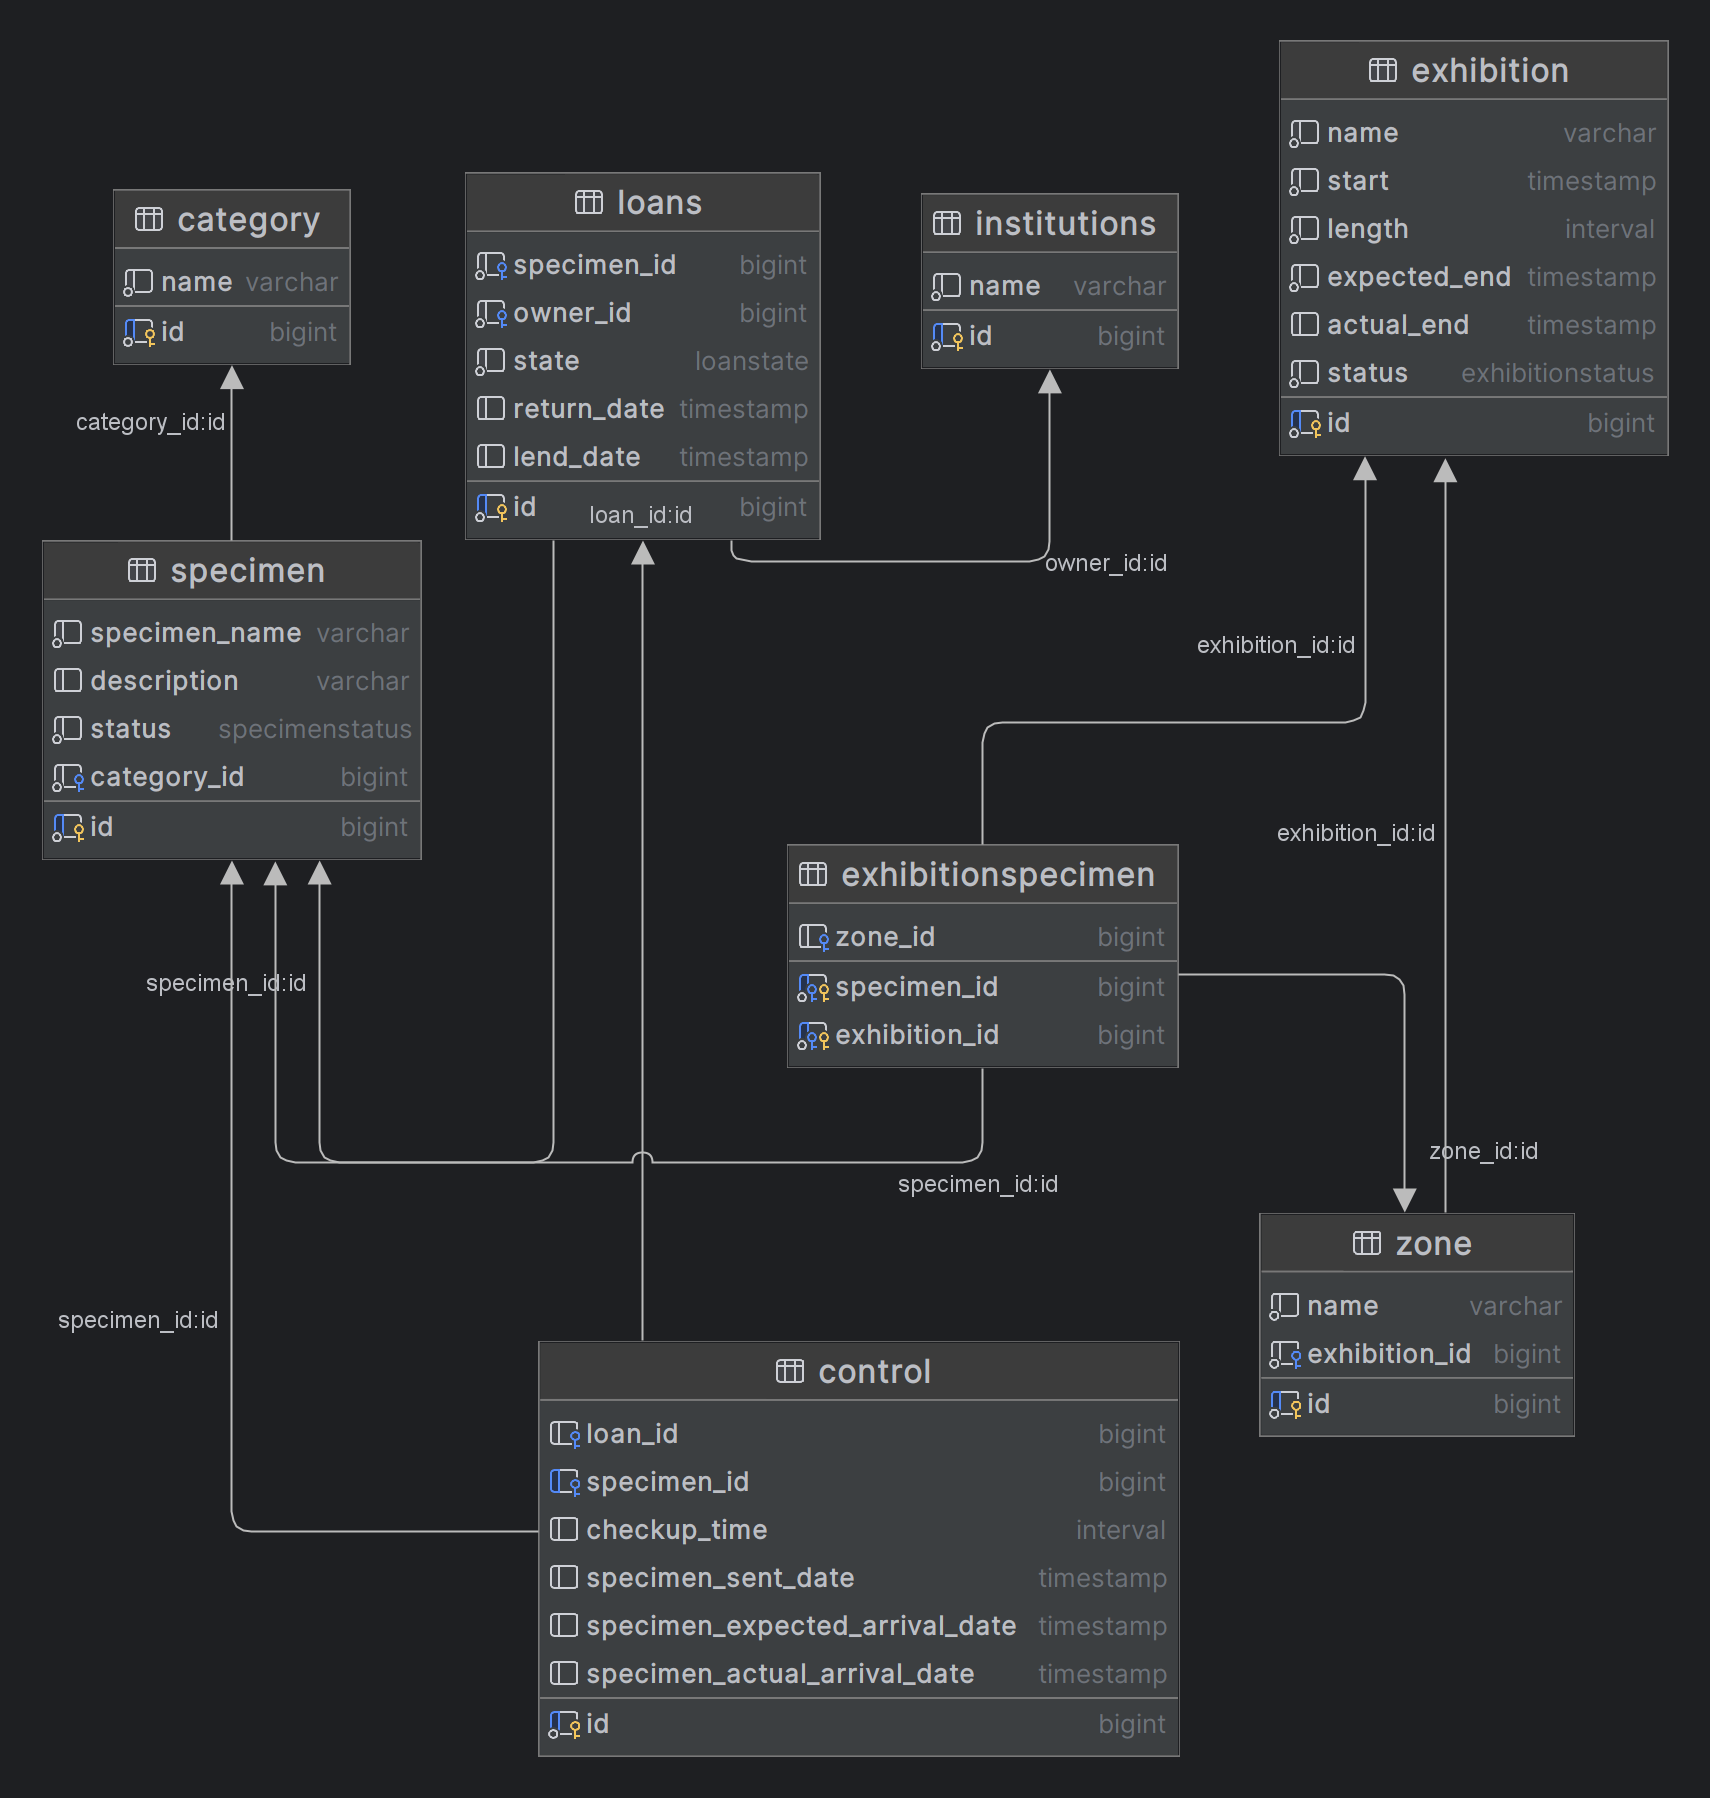 exhibition
name varchar
start timestamp
length interval
expected_end timestamp
actual_end timestamp
status exhibitionstatus
id bigint
category
name varchar
id bigint
category_id:id
loans
specimen_id bigint
owner_id bigint
state loanstate
return_date timestamp
lend_date timestamp
id bigint
loan_id:id
institutions
name varchar
id bigint
owner_id:id
specimen
specimen_name varchar
description varchar
status specimenstatus
category_id bigint
id bigint
exhibition_id:id
exhibition_id:id
exhibitionspecimen
zone_id bigint
specimen_id bigint
exhibition_id bigint
specimen_id:id
specimen_id:id
zone_id:id
zone
name varchar
exhibition_id bigint
id bigint
specimen_id:id
control
loan_id bigint
specimen_id bigint
checkup_time interval
specimen_sent_date timestamp
specimen_expected_arrival_date timestamp
specimen_actual_arrival_date timestamp
id bigint